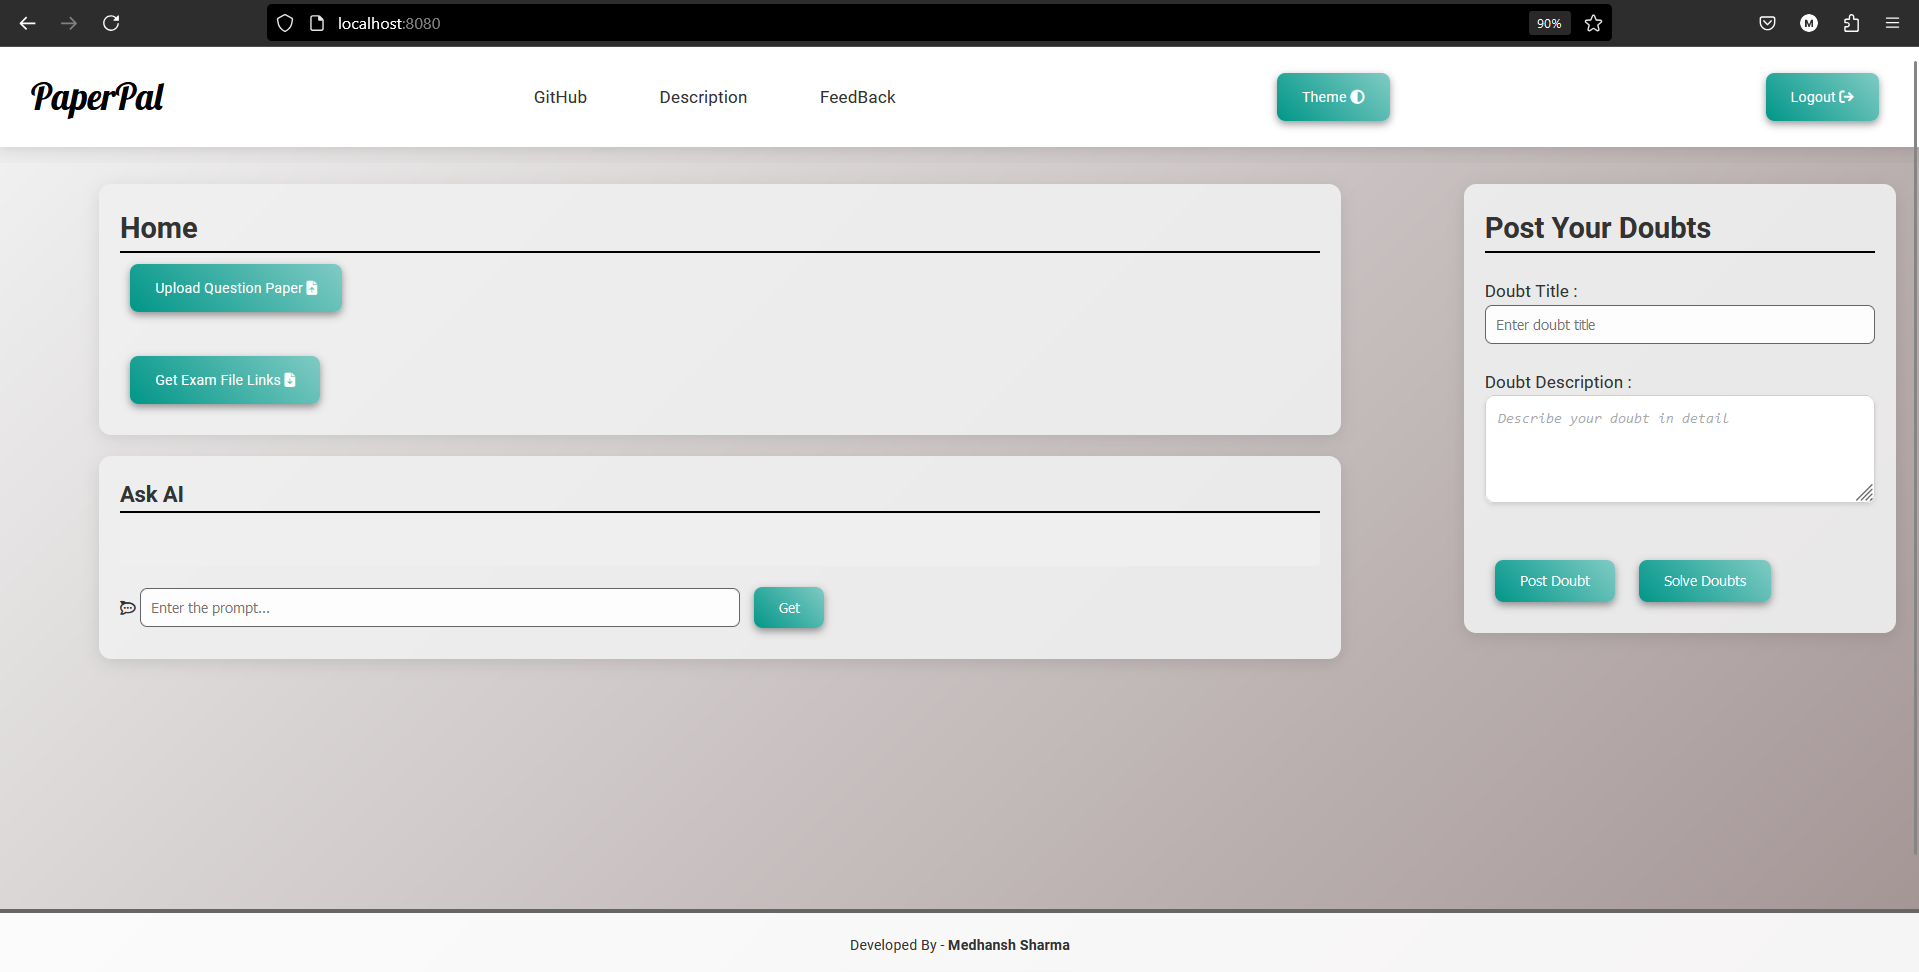 localhost:8080
90%
M
PaperPal
GitHub
Description
FeedBack
Theme
Logout
Home
Upload Question Paper
Get Exam File Links
Ask AI
Enter the prompt...
Get
Post Your Doubts
Doubt Title :
Enter doubt title
Doubt Description :
Describe your doubt in detail
Post Doubt
Solve Doubts
Developed By - Medhansh Sharma